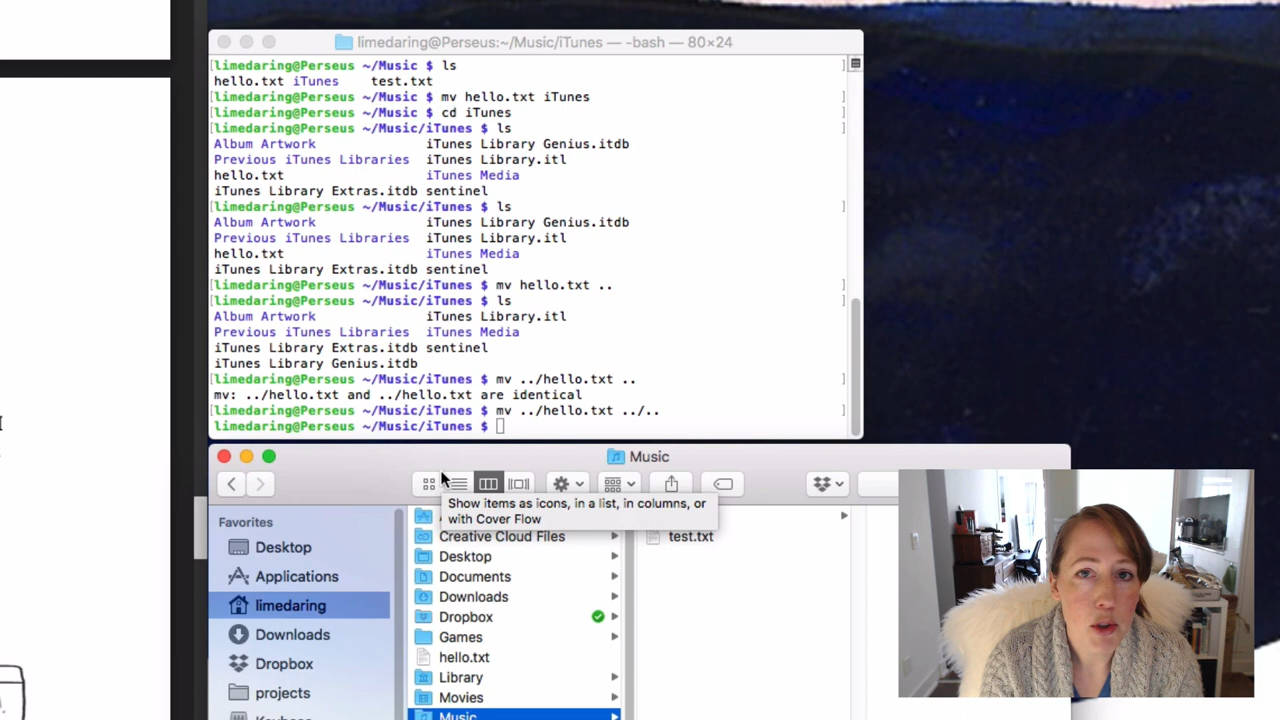 limedaring@Perseus:~/Music/iTunes — -bash — 80×24
[limedaring@Perseus ~/Music $ ls ]
hello.txt iTunes test.txt
[limedaring@Perseus ~/Music $ mv hello.txt iTunes ]
[limedaring@Perseus ~/Music $ cd iTunes ]
[limedaring@Perseus ~/Music/iTunes $ ls ]
Album Artwork iTunes Library Genius.itdb
Previous iTunes Libraries iTunes Library.itl
hello.txt iTunes Media
iTunes Library Extras.itdb sentinel
[limedaring@Perseus ~/Music/iTunes $ ls ]
Album Artwork iTunes Library Genius.itdb
Previous iTunes Libraries iTunes Library.itl
hello.txt iTunes Media
iTunes Library Extras.itdb sentinel
[limedaring@Perseus ~/Music/iTunes $ mv hello.txt .. ]
[limedaring@Perseus ~/Music/iTunes $ ls ]
Album Artwork iTunes Library.itl
Previous iTunes Libraries iTunes Media
iTunes Library Extras.itdb sentinel
iTunes Library Genius.itdb
[limedaring@Perseus ~/Music/iTunes $ mv ../hello.txt .. ]
mv: ../hello.txt and ../hello.txt are identical
[limedaring@Perseus ~/Music/iTunes $ mv ../hello.txt ../.. ]
limedaring@Perseus ~/Music/iTunes $
Music
Show items as icons, in a list, in columns, or
with Cover Flow
Favorites
Desktop
Applications
limedaring
Downloads
Dropbox
projects
Creative Cloud Files
Desktop
Documents
Downloads
Dropbox
Games
hello.txt
Library
Movies
Music
test.txt